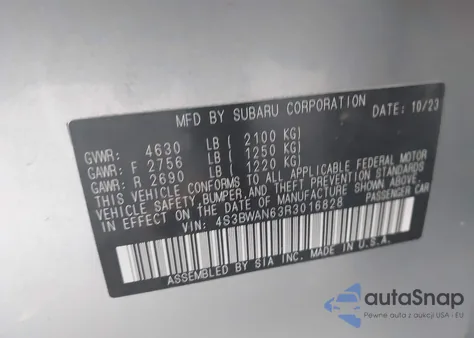 MFD BY SUBARU CORPORATION DATE: 10/23
GVWR: 4630 LB ( 2100 KG)
GAWR: F 2756 LB ( 1250 KG)
GAWR: R 2690 LB ( 1220 KG)
THIS VEHICLE CONFORMS TO ALL APPLICABLE FEDERAL MOTOR
VEHICLE SAFETY, BUMPER, AND THEFT PREVENTION STANDARDS
IN EFFECT ON THE DATE OF MANUFACTURE SHOWN ABOVE.
VIN: 4S3BWAN63R3016828 PASSENGER CAR
ASSEMBLED BY SIA INC. MADE IN U.S.A.
autoSnap
Pewne auta z aukcji USA i EU